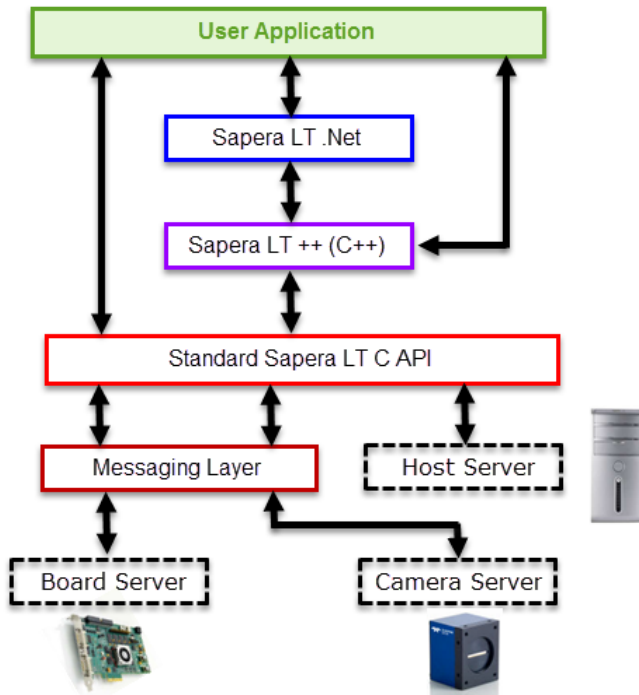 User Application
Sapera LT .Net
Sapera LT ++ (C++)
Standard Sapera LT C API
Messaging Layer
Host Server
Board Server
Camera Server